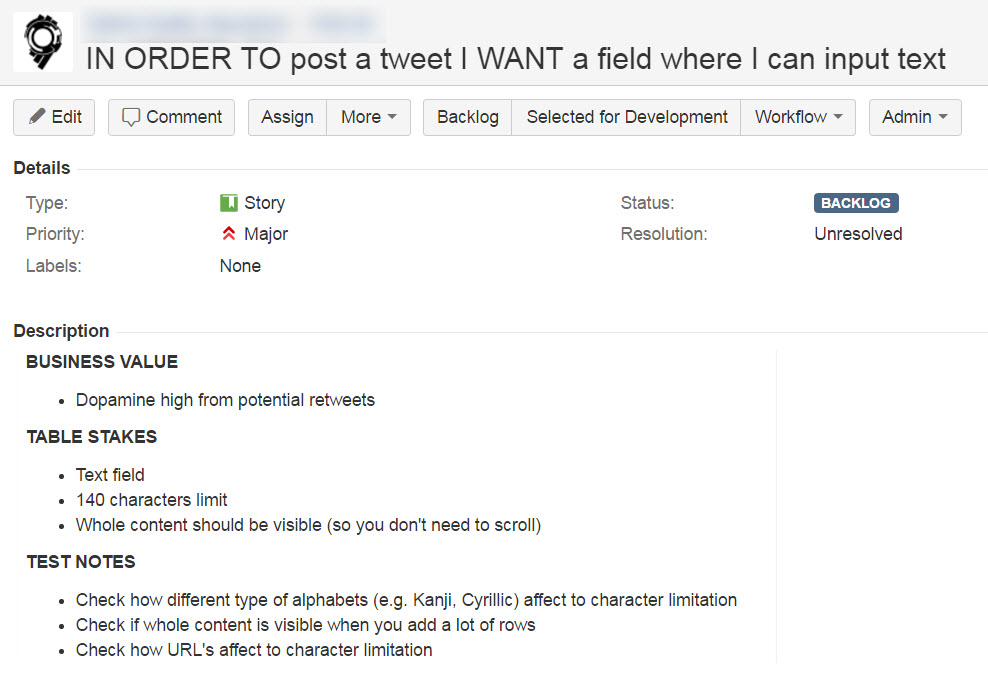 IN ORDER TO post a tweet I WANT a field where I can input text
Edit Comment Assign More Backlog Selected for Development Workflow Admin
Details
Type: Story Status: BACKLOG
Priority: Major Resolution: Unresolved
Labels: None
Description
BUSINESS VALUE
• Dopamine high from potential retweets
TABLE STAKES
• Text field
• 140 characters limit
• Whole content should be visible (so you don't need to scroll)
TEST NOTES
• Check how different type of alphabets (e.g. Kanji, Cyrillic) affect to character limitation
• Check if whole content is visible when you add a lot of rows
• Check how URL's affect to character limitation